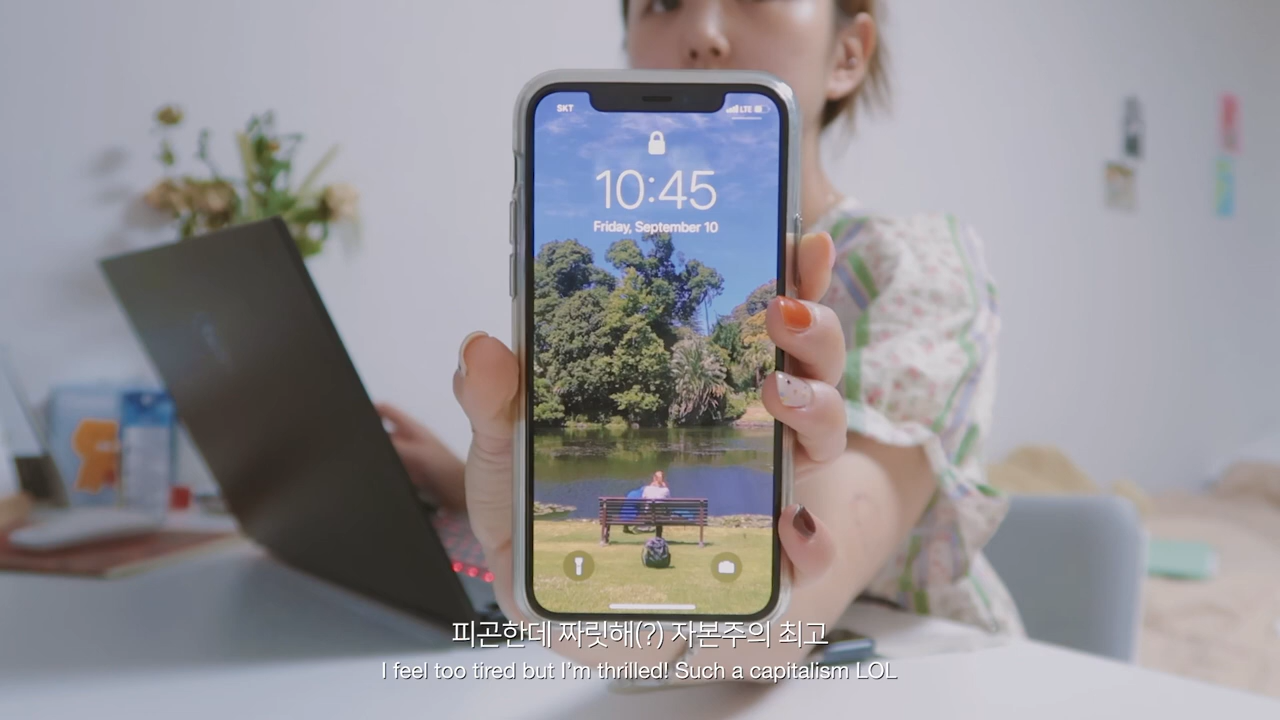 SKT
LTE
10:45
Friday, September 10
피곤한데 짜릿해(?) 자본주의 최고
I feel too tired but I'm thrilled! Such a capitalism LOL